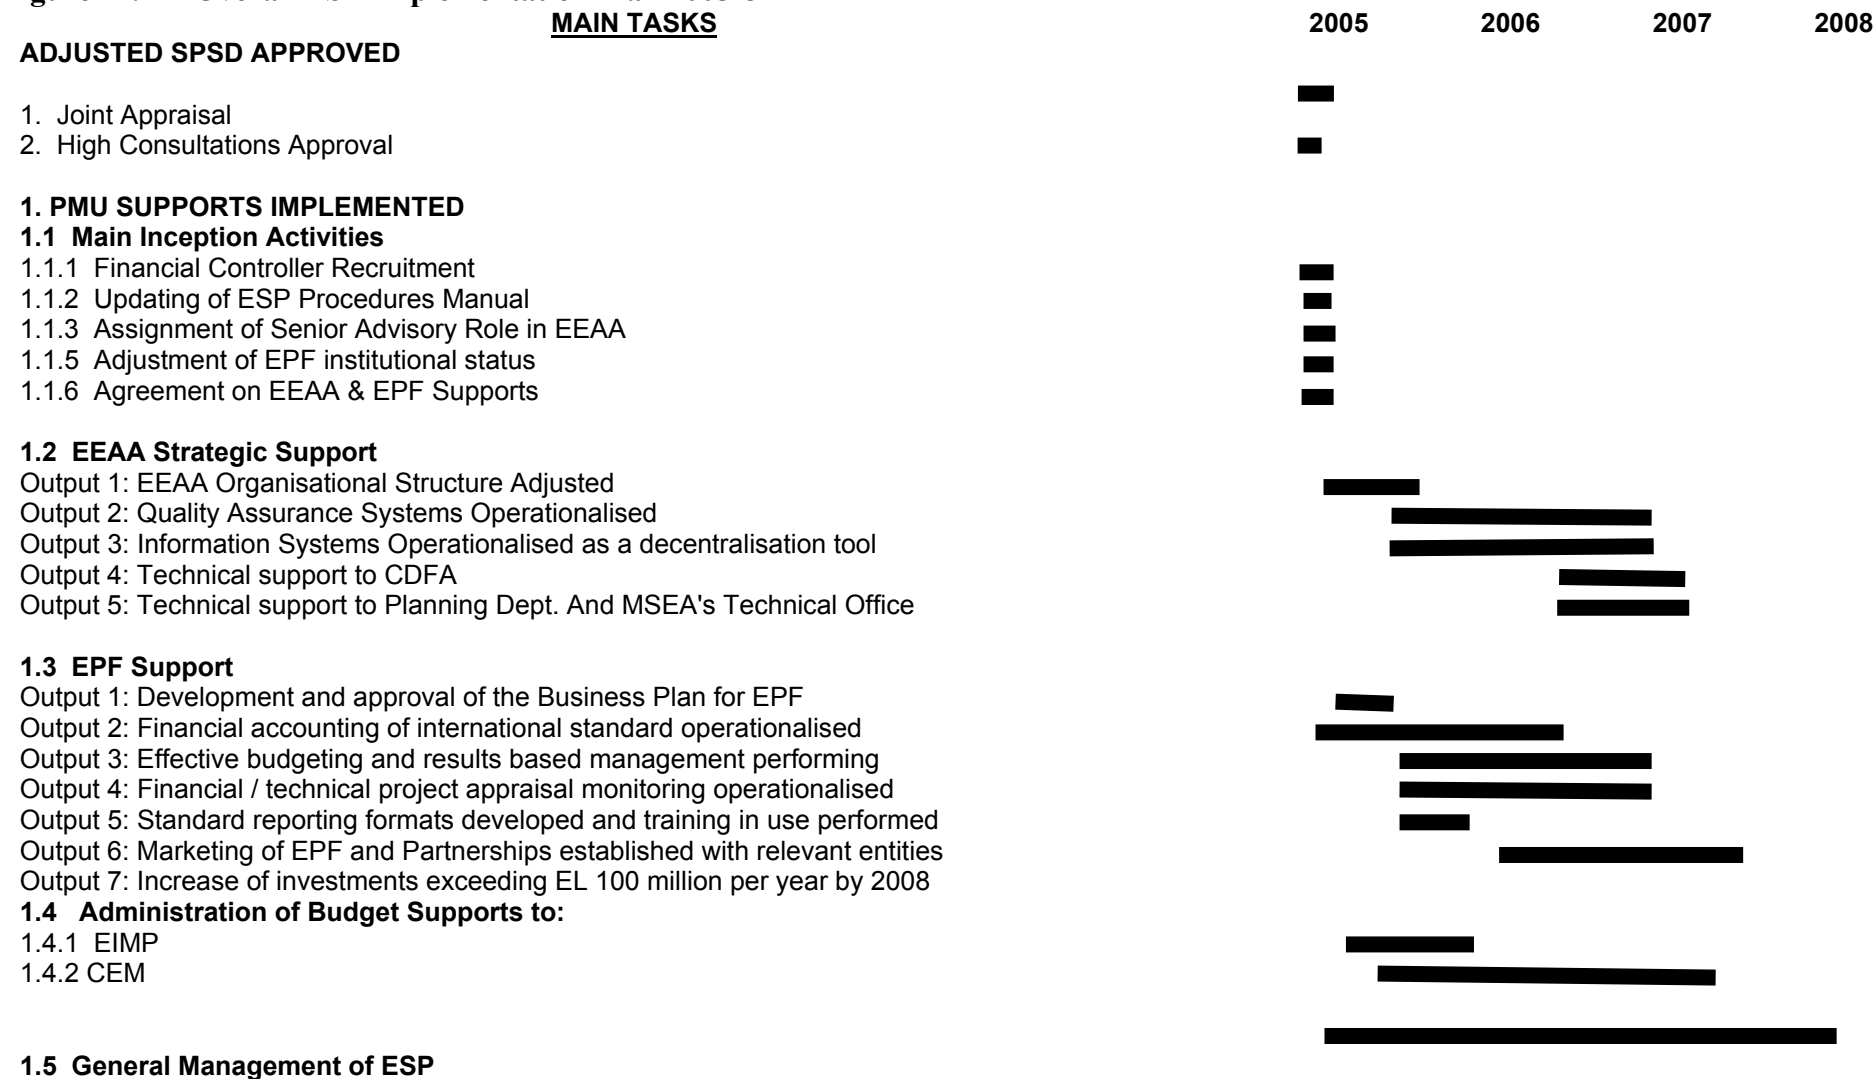 MAIN TASKS 2005 2006 2007 2008
ADJUSTED SPSD APPROVED
1. Joint Appraisal
2. High Consultations Approval
1. PMU SUPPORTS IMPLEMENTED
1.1 Main Inception Activities
1.1.1 Financial Controller Recruitment
1.1.2 Updating of ESP Procedures Manual
1.1.3 Assignment of Senior Advisory Role in EEAA
1.1.5 Adjustment of EPF institutional status
1.1.6 Agreement on EEAA & EPF Supports
1.2 EEAA Strategic Support
Output 1: EEAA Organisational Structure Adjusted
Output 2: Quality Assurance Systems Operationalised
Output 3: Information Systems Operationalised as a decentralisation tool
Output 4: Technical support to CDFA
Output 5: Technical support to Planning Dept. And MSEA's Technical Office
1.3 EPF Support
Output 1: Development and approval of the Business Plan for EPF
Output 2: Financial accounting of international standard operationalised
Output 3: Effective budgeting and results based management performing
Output 4: Financial / technical project appraisal monitoring operationalised
Output 5: Standard reporting formats developed and training in use performed
Output 6: Marketing of EPF and Partnerships established with relevant entities
Output 7: Increase of investments exceeding EL 100 million per year by 2008
1.4 Administration of Budget Supports to:
1.4.1 EIMP
1.4.2 CEM
1.5 General Management of ESP